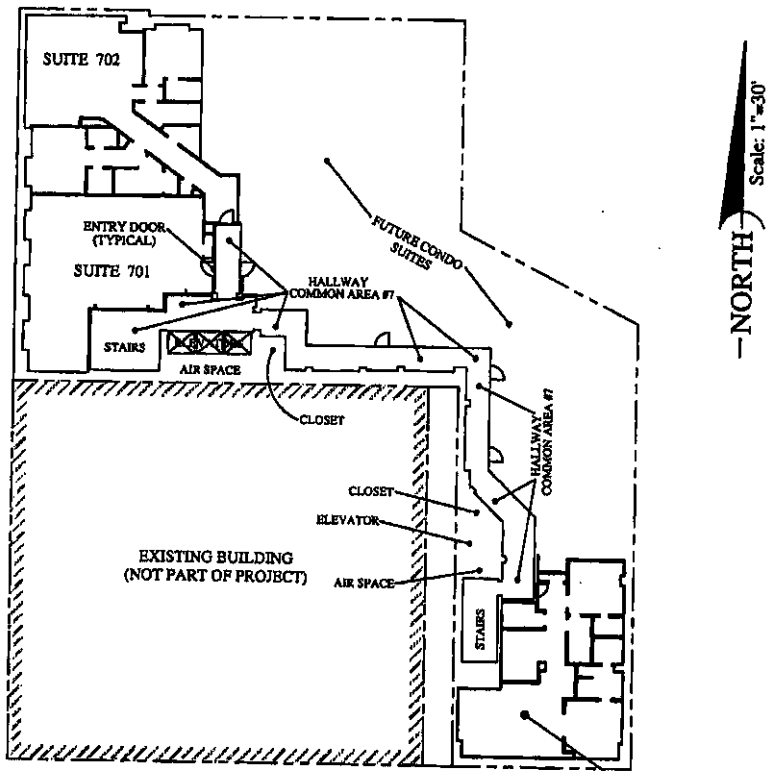 SUITE 702
Scale: 1"=30'
NORTH
FUTURE CONDO
SUITES
ENTRY DOOR
(TYPICAL)
SUITE 701
HALLWAY
COMMON AREA #7
STAIRS
AIR SPACE
CLOSET
HALLWAY
COMMON AREA #7
CLOSET
ELEVATOR
EXISTING BUILDING
(NOT PART OF PROJECT)
AIR SPACE
STAIRS